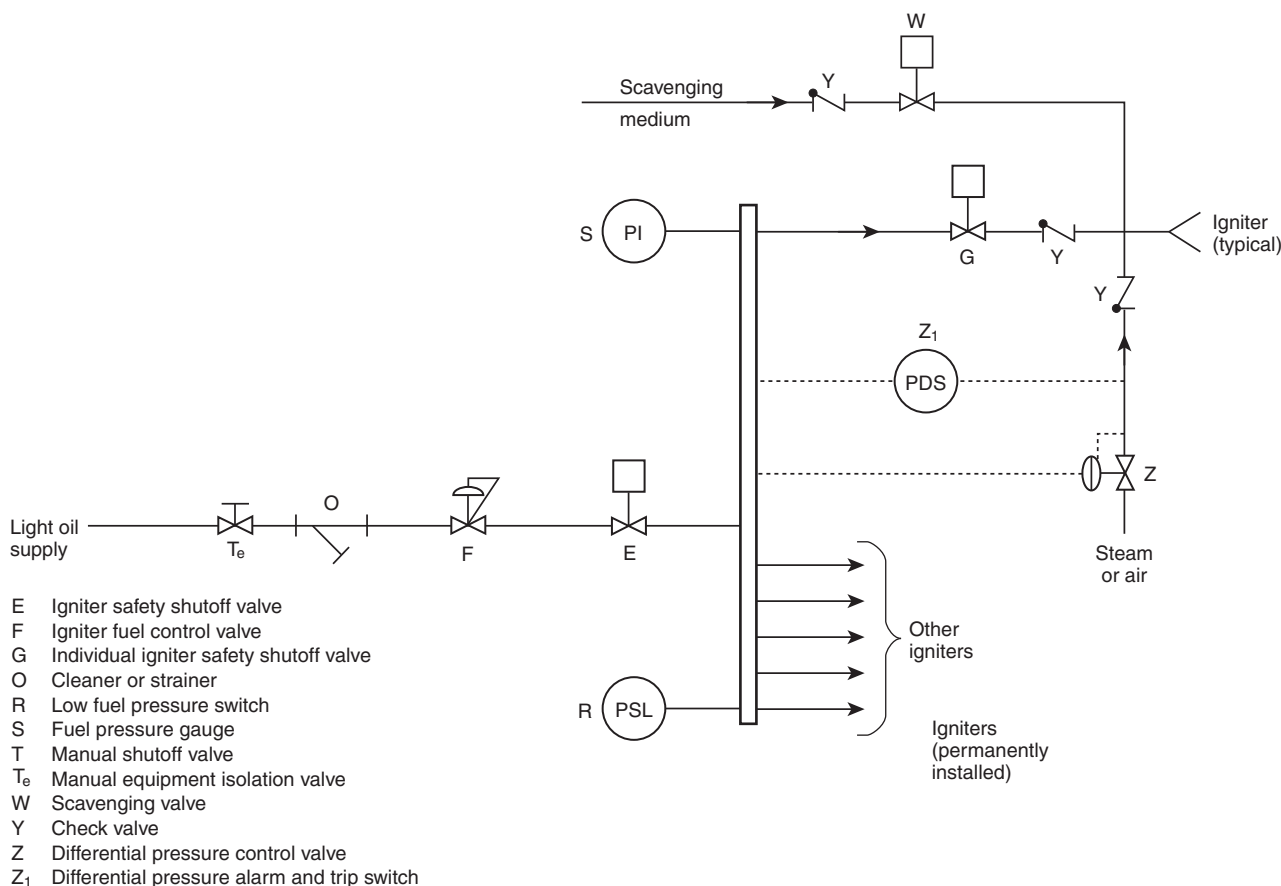 W
Y
Scavenging
medium
S
PI
G
Y
Igniter
(typical)
Y
Z₁
PDS
Z
Steam
or air
Light oil
supply
Tₑ
O
F
E
Other
igniters
R
PSL
Igniters
(permanently
installed)
E Igniter safety shutoff valve
F Igniter fuel control valve
G Individual igniter safety shutoff valve
O Cleaner or strainer
R Low fuel pressure switch
S Fuel pressure gauge
T Manual shutoff valve
Tₑ Manual equipment isolation valve
W Scavenging valve
Y Check valve
Z Differential pressure control valve
Z₁ Differential pressure alarm and trip switch